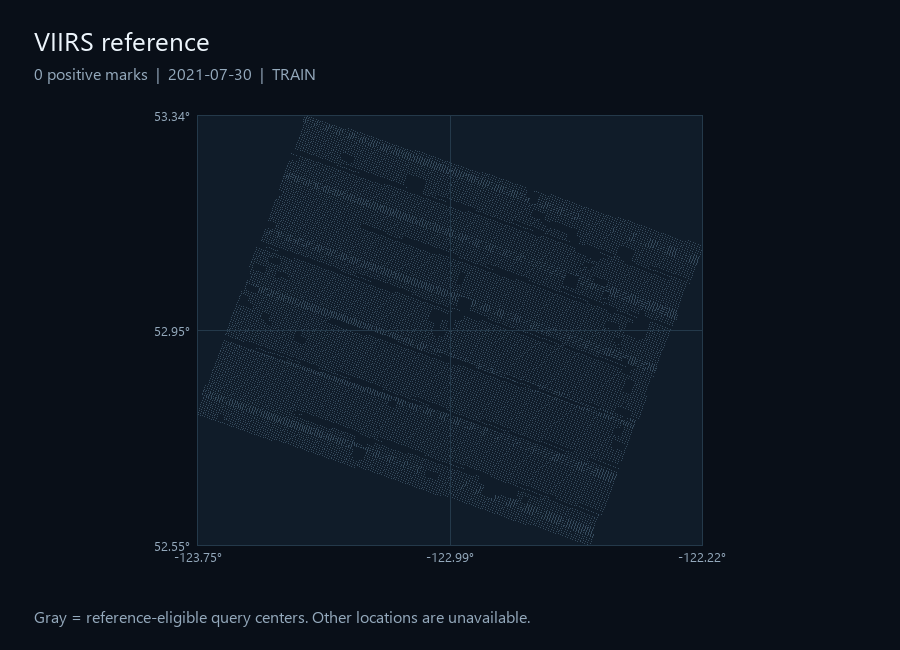 VIIRS reference
0 positive marks | 2021-07-30 | TRAIN
53.34°
52.95°
52.55°
-123.75°
-122.99°
-122.22°
Gray = reference-eligible query centers. Other locations are unavailable.